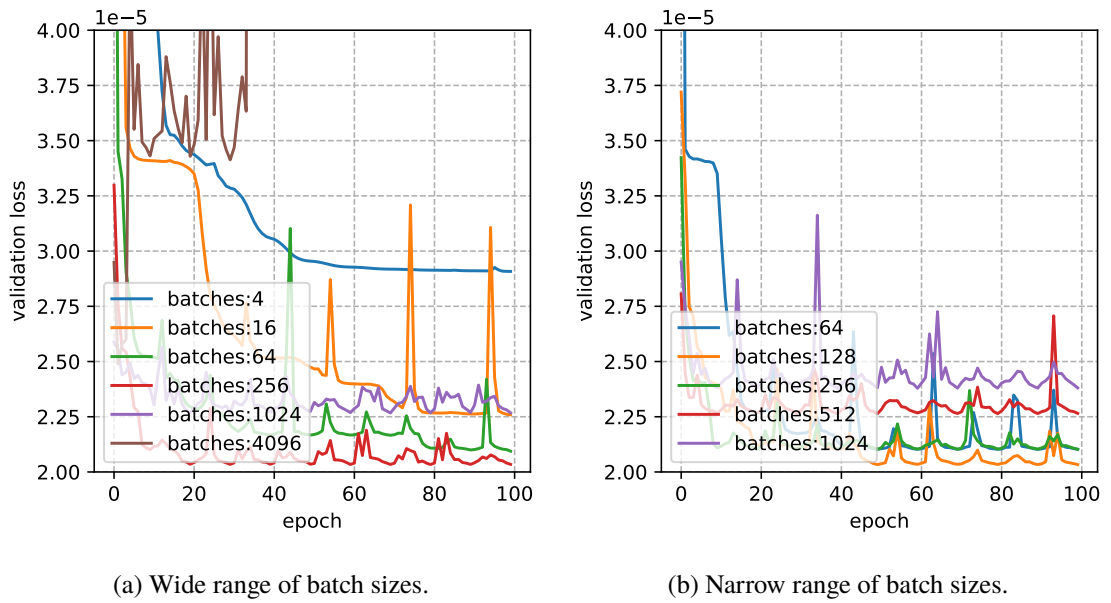 1e−5
4.00
3.75
3.50
3.25
3.00
2.75
2.50
2.25
2.00
validation loss
batches:4
batches:16
batches:64
batches:256
batches:1024
batches:4096
0
20
40
60
80
100
epoch
(a) Wide range of batch sizes.
1e−5
4.00
3.75
3.50
3.25
3.00
2.75
2.50
2.25
2.00
validation loss
batches:64
batches:128
batches:256
batches:512
batches:1024
0
20
40
60
80
100
epoch
(b) Narrow range of batch sizes.